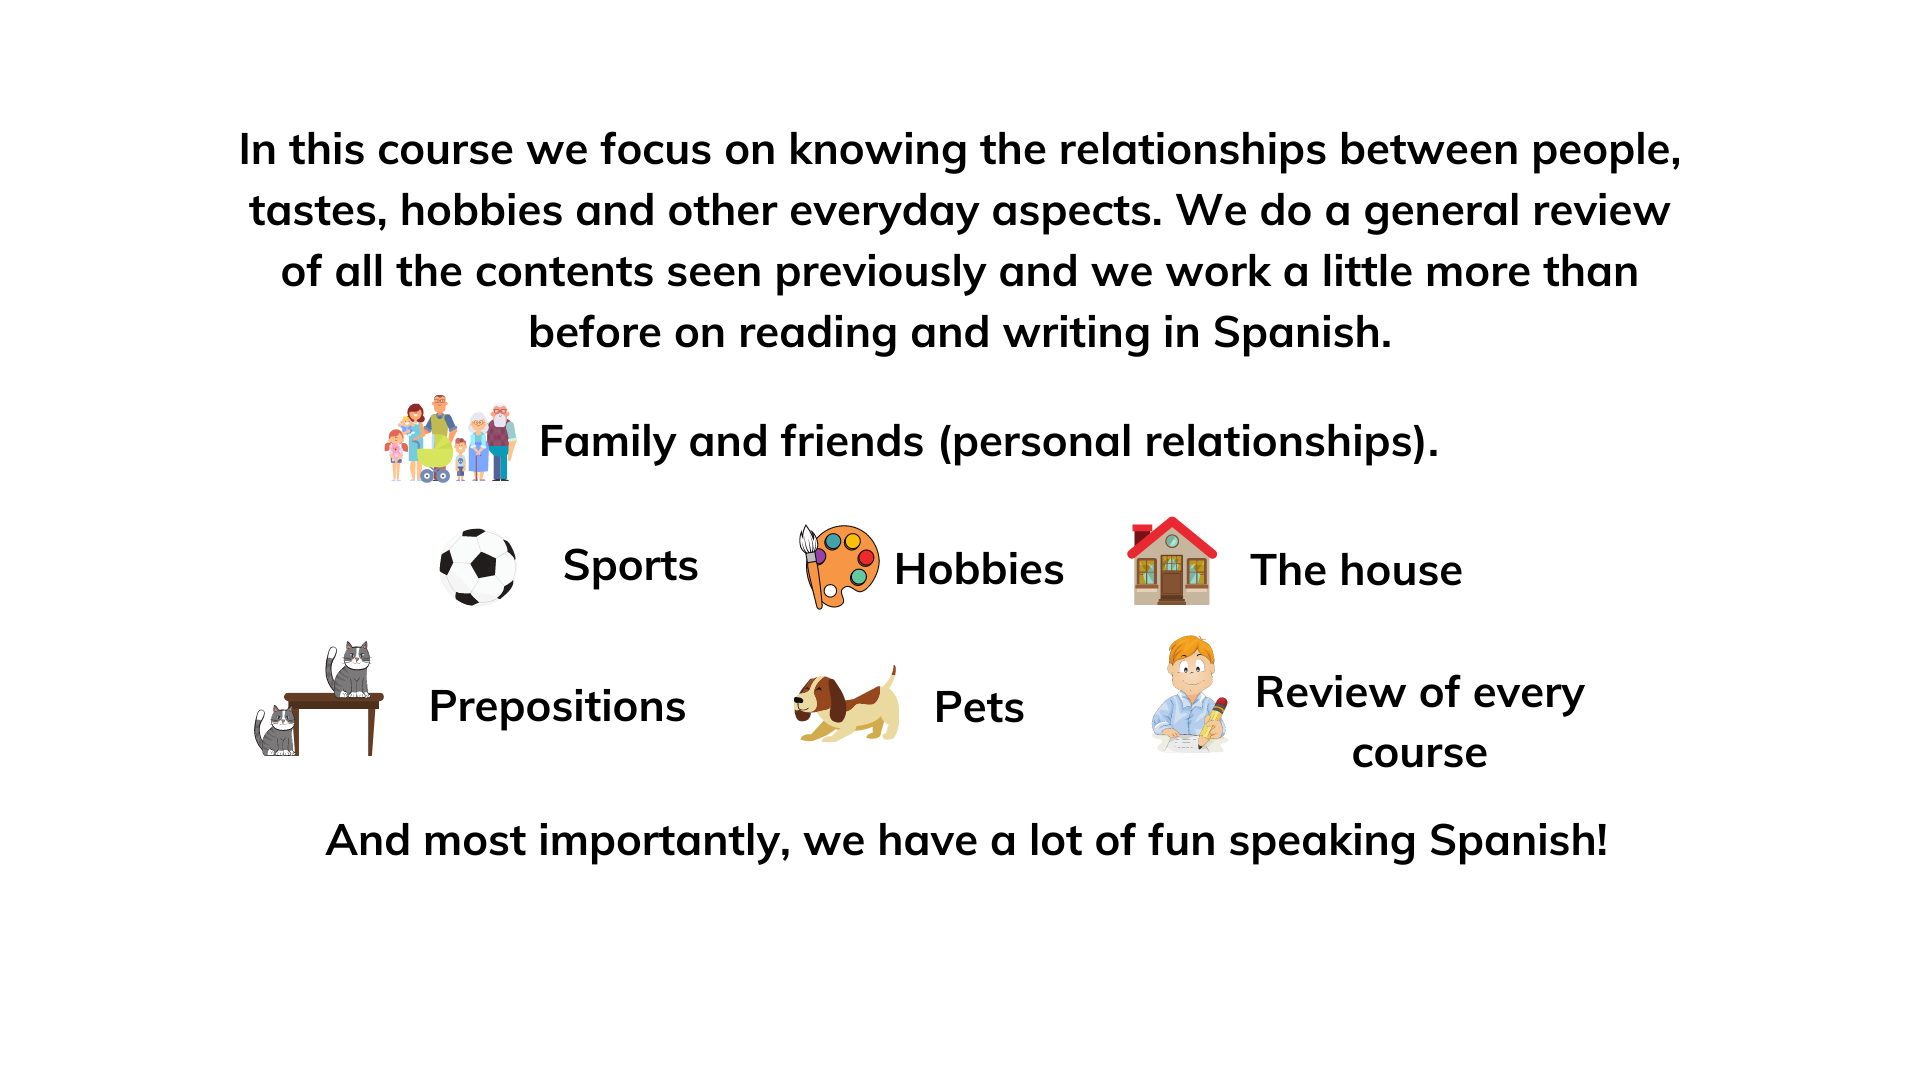 In this course we focus on knowing the relationships between people,
tastes, hobbies and other everyday aspects. We do a general review
of all the contents seen previously and we work a little more than
before on reading and writing in Spanish.
Family and friends (personal relationships).
Sports
Hobbies
The house
Prepositions
Pets
Review of every
course
And most importantly, we have a lot of fun speaking Spanish!